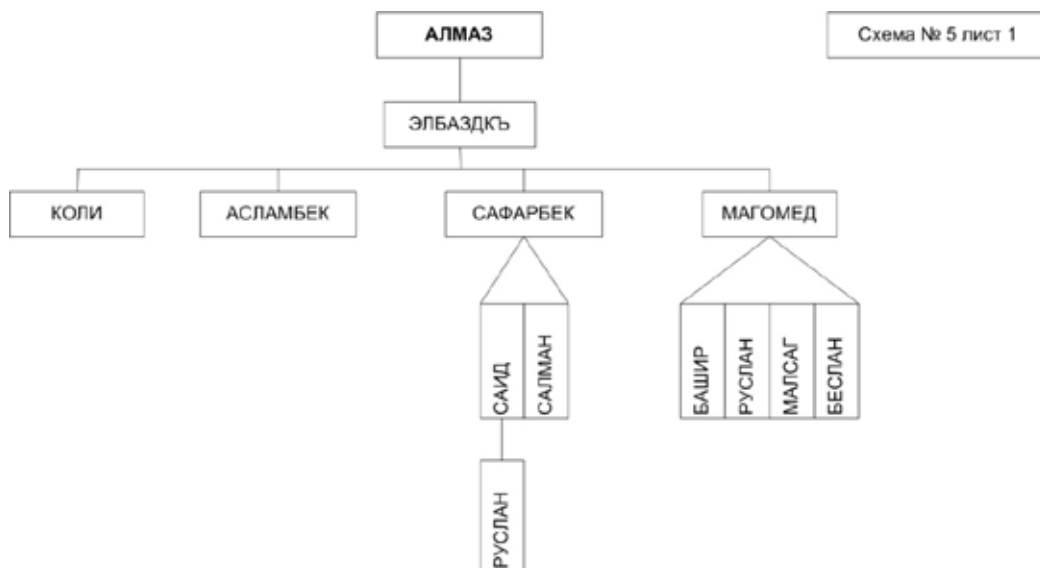 АЛМАЗ
Схема № 5 лист 1
ЭЛБАЗДКЪ
КОЛИ
АСЛАМБЕК
САФАРБЕК
МАГОМЕД
САИД
САЛМАН
БАШИР
РУСЛАН
МАЛСАГ
БЕСЛАН
РУСЛАН